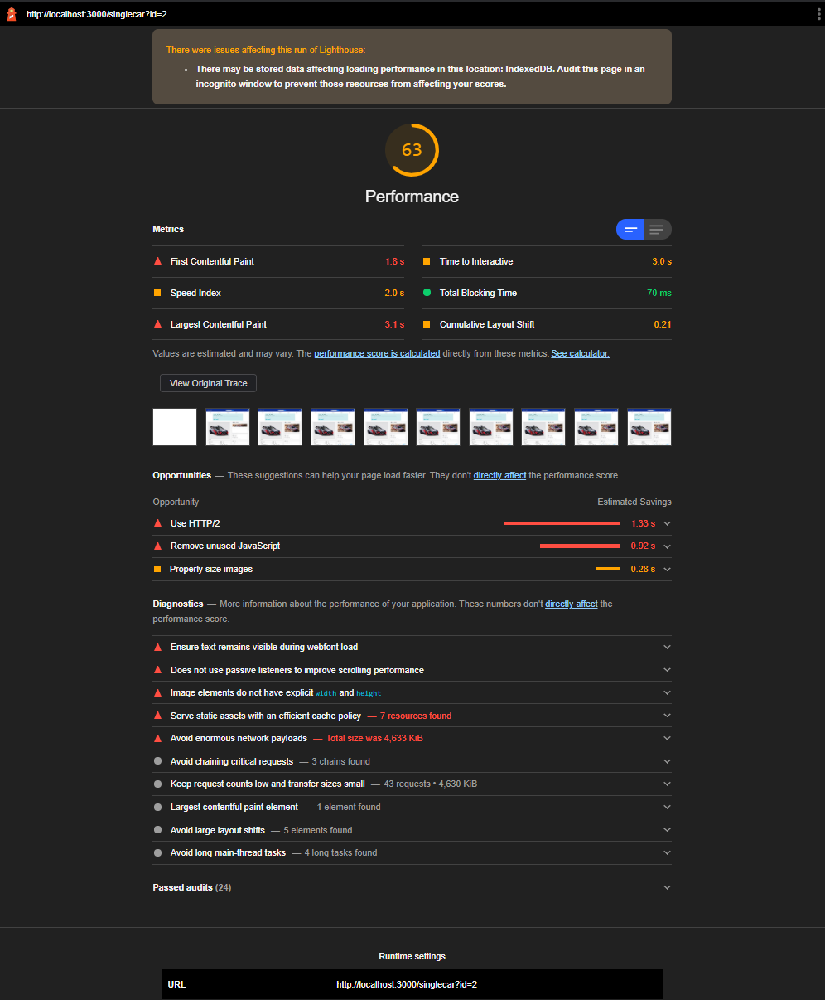 http://localhost:3000/singlecar?id=2
There were issues affecting this run of Lighthouse:
• There may be stored data affecting loading performance in this location: IndexedDB. Audit this page in an
incognito window to prevent those resources from affecting your scores.
63
Performance
Metrics
First Contentful Paint 1.8 s
Time to Interactive 3.0 s
Speed Index 2.0 s
Total Blocking Time 70 ms
Largest Contentful Paint 3.1 s
Cumulative Layout Shift 0.21
Values are estimated and may vary. The performance score is calculated directly from these metrics. See calculator.
View Original Trace
Opportunities — These suggestions can help your page load faster. They don't directly affect the performance score.
Opportunity Estimated Savings
Use HTTP/2 1.33 s
Remove unused JavaScript 0.92 s
Properly size images 0.28 s
Diagnostics — More information about the performance of your application. These numbers don't directly affect the
performance score.
Ensure text remains visible during webfont load
Does not use passive listeners to improve scrolling performance
Image elements do not have explicit width and height
Serve static assets with an efficient cache policy — 7 resources found
Avoid enormous network payloads — Total size was 4,633 KiB
Avoid chaining critical requests — 3 chains found
Keep request counts low and transfer sizes small — 43 requests • 4,630 KiB
Largest contentful paint element — 1 element found
Avoid large layout shifts — 5 elements found
Avoid long main-thread tasks — 4 long tasks found
Passed audits (24)
Runtime settings
URL http://localhost:3000/singlecar?id=2